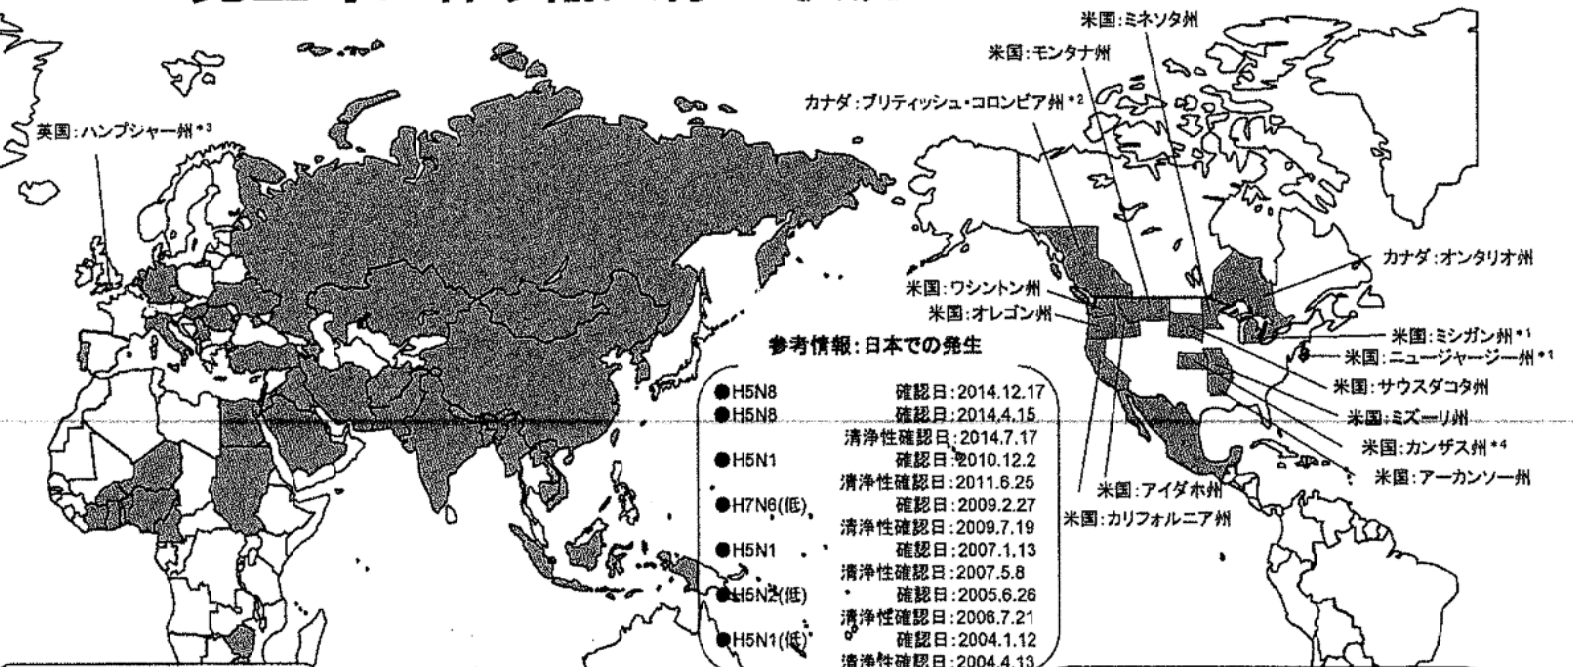 米国:ミネソタ州
米国:モンタナ州
カナダ:ブリティッシュ・コロンビア州*2
英国:ハンプシャー州*3
カナダ:オンタリオ州
米国:ワシントン州
米国:オレゴン州
米国:ミシガン州*1
米国:ニュージャージー州*1
米国:サウスダコタ州
米国:ミズーリ州
米国:カンザス州*4
米国:アーカンソー州
米国:アイダホ州
米国:カリフォルニア州
参考情報:日本での発生
●H5N8 確認日:2014.12.17
●H5N8 確認日:2014.4.15
清浄性確認日:2014.7.17
●H5N1 確認日:2010.12.2
清浄性確認日:2011.6.25
●H7N6(低) 確認日:2009.2.27
清浄性確認日:2009.7.19
●H5N1 確認日:2007.1.13
清浄性確認日:2007.5.8
●H5N2(低) 確認日:2005.6.26
清浄性確認日:2006.7.21
●H5N1(低) 確認日:2004.1.12
清浄性確認日:2004.4.13